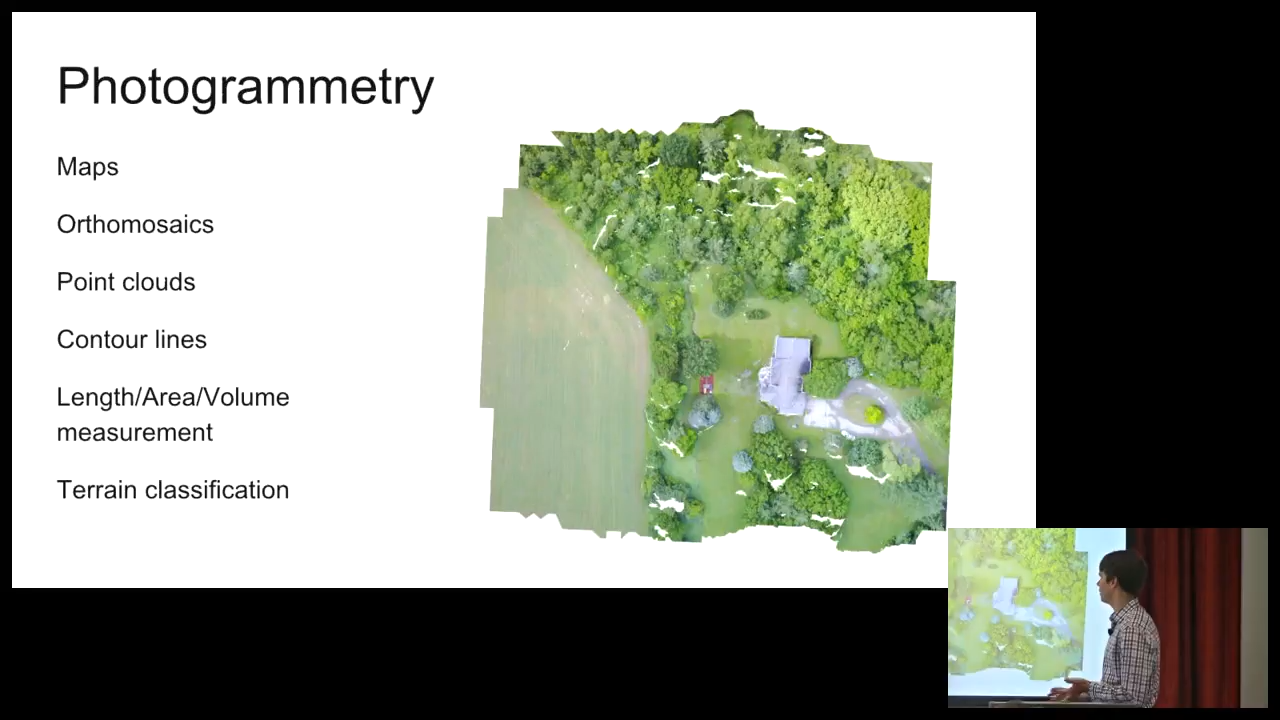 Photogrammetry
Maps
Orthomosaics
Point clouds
Contour lines
Length/Area/Volume
measurement
Terrain classification